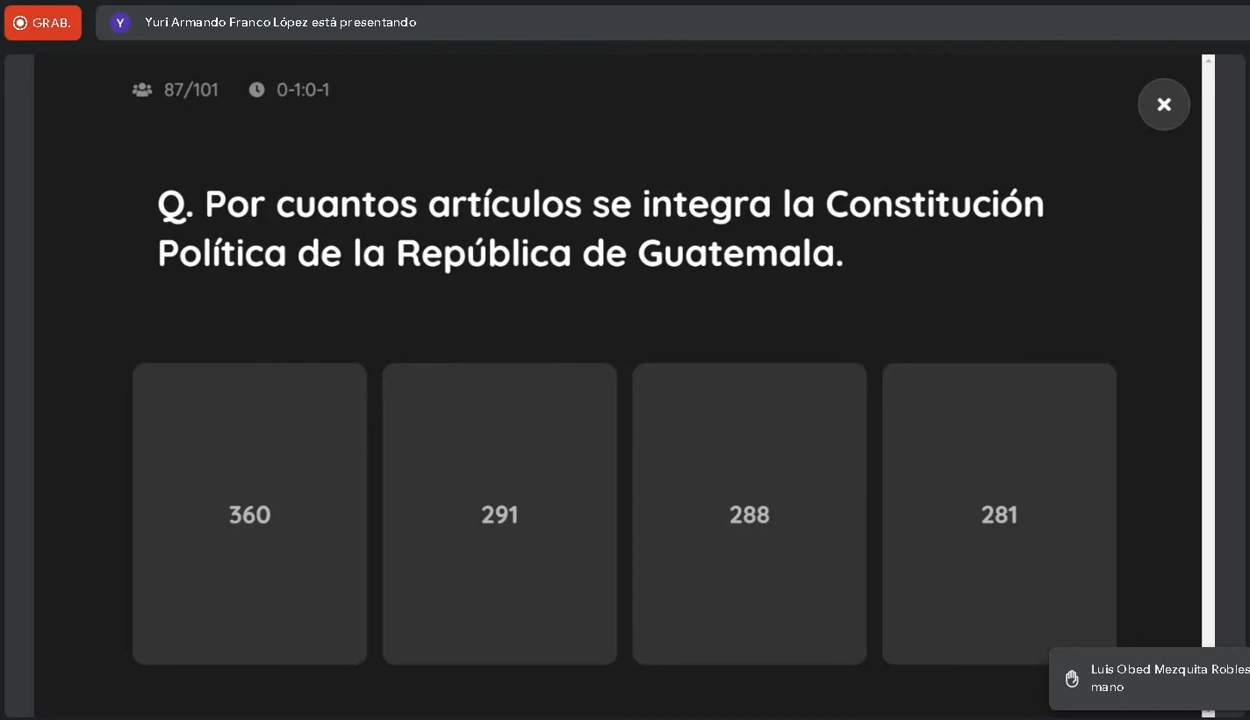 GRAB.
Y
Yuri Armando Franco López está presentando
87/101
0-1:0-1
Q. Por cuantos artículos se integra la Constitución
Política de la República de Guatemala.
360
291
288
281
Luis Obed Mezquita Robles
mano